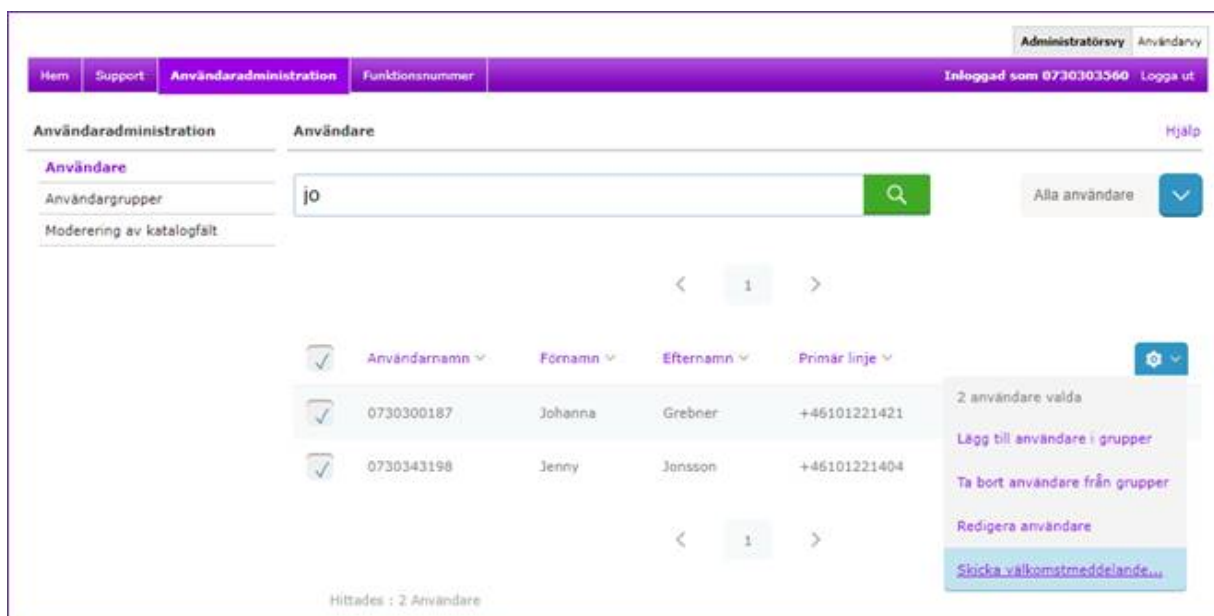 Administratörsvy Användarvy
Hem Support Användaradministration Funktionsnummer Inloggad som 0730303560 Logga ut
Användaradministration Användare Hjälp
Användare
Användargrupper
Moderering av katalogfält
jo Alla användare
1
Användarnamn Förnamn Efternamn Primär linje
0730300187 Johanna Grebner +46101221421
0730343198 Jenny Jonsson +46101221404
2 användare valda
Lägg till användare i grupper
Ta bort användare från grupper
Redigera användare
Skicka välkomstmeddelande...
1
Hittades : 2 Användare